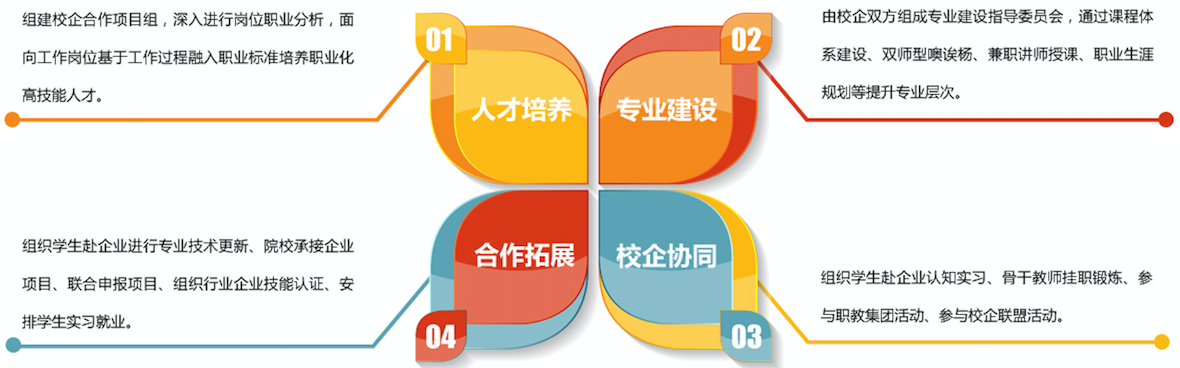 组建校企合作项目组，深入进行岗位职业分析，面
向工作岗位基于工作过程融入职业标准培养职业化
高技能人才。
01
人才培养
02
专业建设
由校企双方组成专业建设指导委员会，通过课程体
系建设、双师型噢诶杨、兼职讲师授课、职业生涯
规划等提升专业层次。
组织学生赴企业进行专业技术更新、院校承接企业
项目、联合申报项目、组织行业企业技能认证、安
排学生实习就业。
合作拓展
04
校企协同
03
组织学生赴企业认知实习、骨干教师挂职锻炼、参
与职教集团活动、参与校企联盟活动。